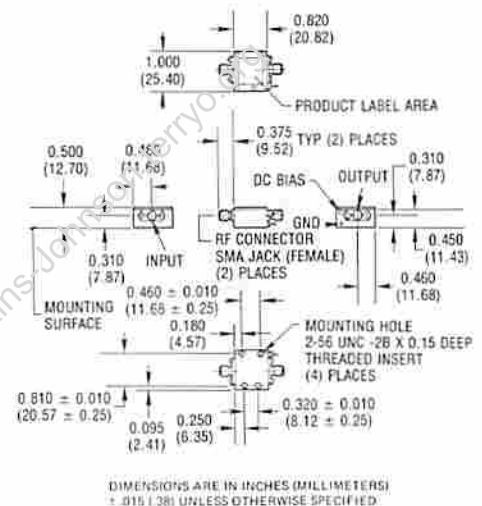 0.820
(20.82)
1.000
(25.40)
PRODUCT LABEL AREA
0.375
(9.52)
TYP (2) PLACES
0.500
(12.70)
0.460
(11.68)
DC BIAS
OUTPUT
0.310
(7.87)
GND
0.310
(7.87)
INPUT
RF CONNECTOR
SMA JACK (FEMALE)
(2) PLACES
0.450
(11.43)
0.460
(11.68)
MOUNTING
SURFACE
0.460 ± 0.010
(11.68 ± 0.25)
0.180
(4.57)
MOUNTING HOLE
2-56 UNC -2B X 0.15 DEEP
THREADED INSERT
(4) PLACES
0.810 ± 0.010
(20.57 ± 0.25)
0.095
(2.41)
0.250
(6.35)
0.320 ± 0.010
(8.12 ± 0.25)
DIMENSIONS ARE IN INCHES (MILLIMETERS)
± .015 (.38) UNLESS OTHERWISE SPECIFIED